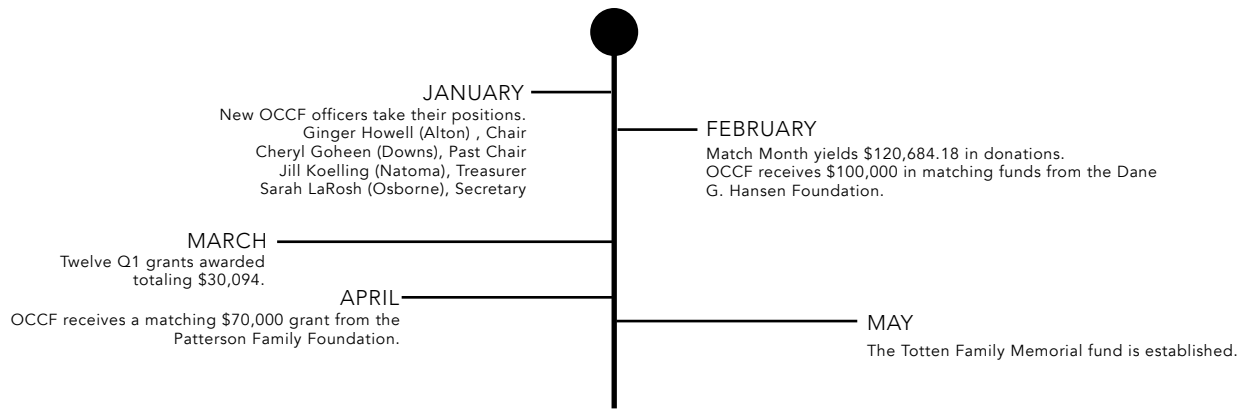 JANUARY
New OCCF officers take their positions.
Ginger Howell (Alton) , Chair
Cheryl Goheen (Downs), Past Chair
Jill Koelling (Natoma), Treasurer
Sarah LaRosh (Osborne), Secretary
FEBRUARY
Match Month yields $120,684.18 in donations.
OCCF receives $100,000 in matching funds from the Dane
G. Hansen Foundation.
MARCH
Twelve Q1 grants awarded
totaling $30,094.
APRIL
OCCF receives a matching $70,000 grant from the
Patterson Family Foundation.
MAY
The Totten Family Memorial fund is established.